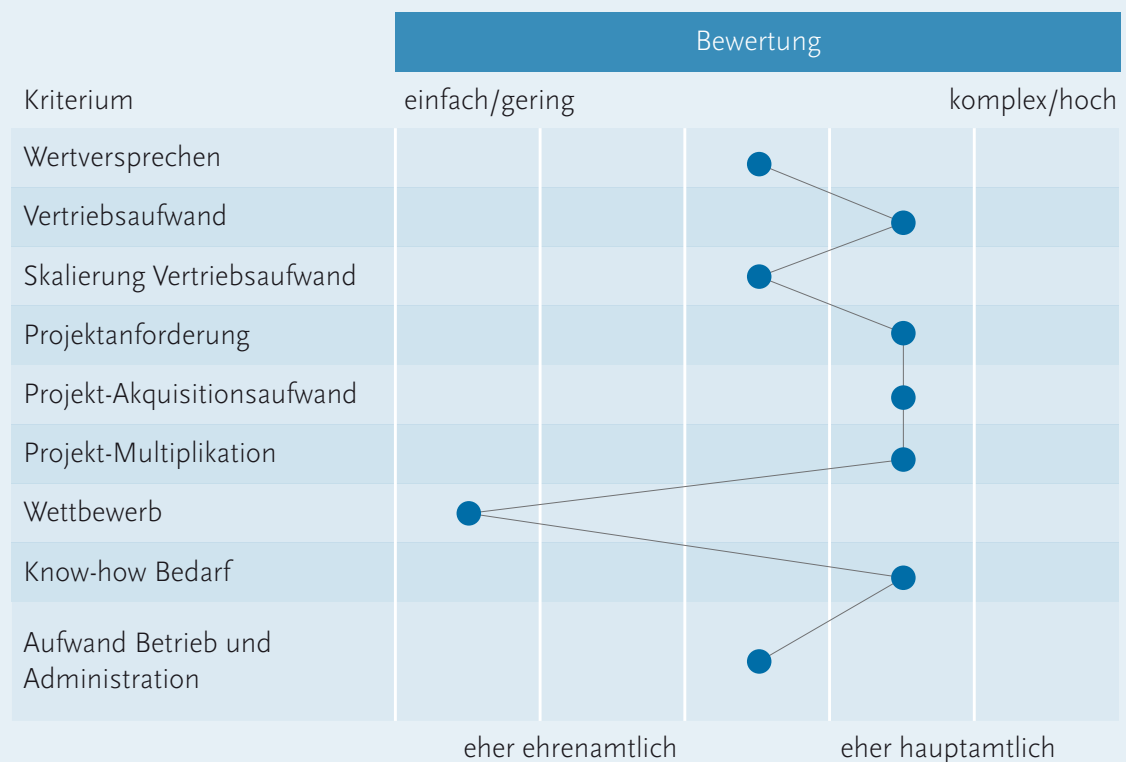 Bewertung
Kriterium einfach/gering komplex/hoch
Wertversprechen
Vertriebsaufwand
Skalierung Vertriebsaufwand
Projektanforderung
Projekt-Akquisitionsaufwand
Projekt-Multiplikation
Wettbewerb
Know-how Bedarf
Aufwand Betrieb und
Administration
eher ehrenamtlich eher hauptamtlich